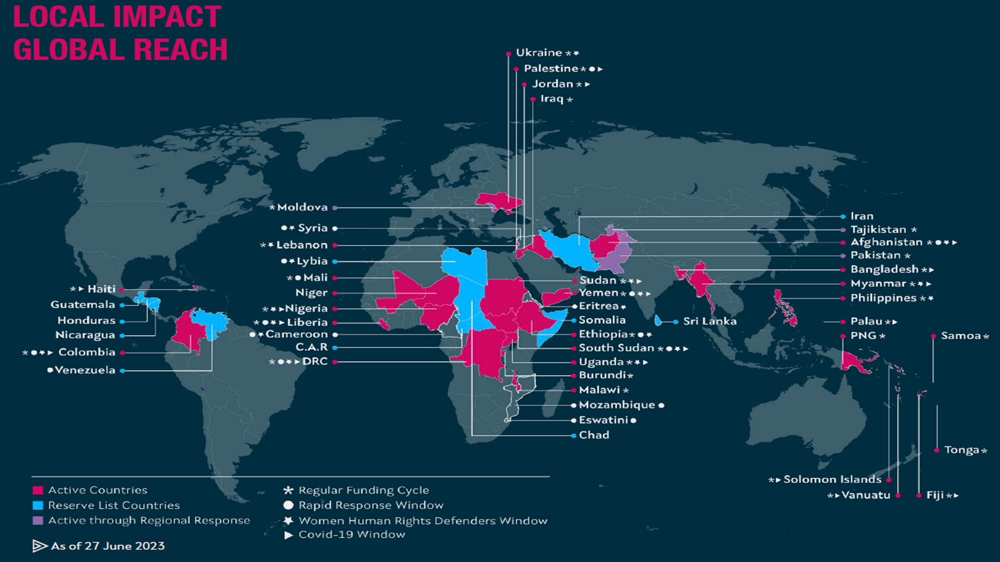 LOCAL IMPACT
GLOBAL REACH
Ukraine
Palestine
Jordan
Iraq
Moldova
Syria
Lebanon
Lybia
Mali
Niger
Nigeria
Liberia
Cameroon
C.A.R
DRC
Haiti
Guatemala
Honduras
Nicaragua
Colombia
Venezuela
Sudan
Yemen
Eritrea
Somalia
Ethiopia
South Sudan
Uganda
Burundi
Malawi
Mozambique
Eswatini
Chad
Iran
Tajikistan
Afghanistan
Pakistan
Bangladesh
Myanmar
Philippines
Sri Lanka
Palau
PNG
Samoa
Tonga
Solomon Islands
Vanuatu
Fiji
Active Countries
Reserve List Countries
Active through Regional Response
Regular Funding Cycle
Rapid Response Window
Women Human Rights Defenders Window
Covid-19 Window
As of 27 June 2023